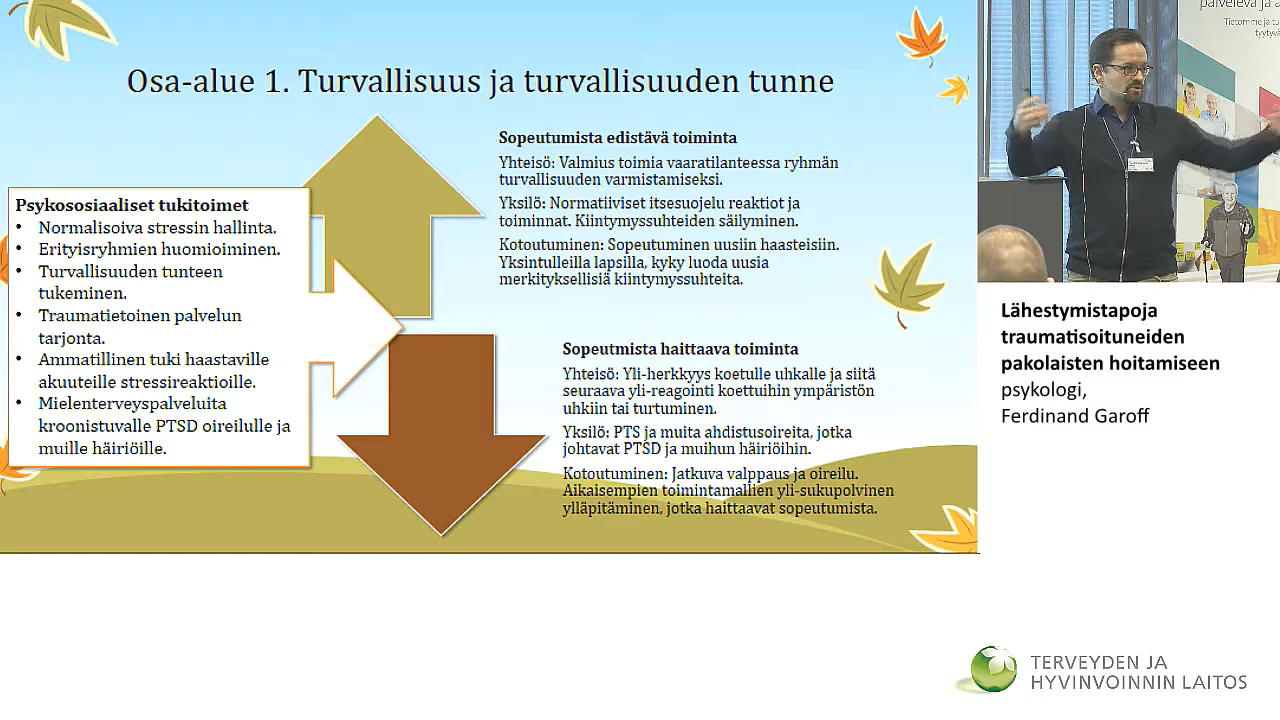 Osa-alue 1. Turvallisuus ja turvallisuuden tunne
Psykososiaaliset tukitoimet
• Normalisoiva stressin hallinta.
• Erityisryhmien huomioiminen.
• Turvallisuuden tunteen
tukeminen.
• Traumatietoinen palvelun
tarjonta.
• Ammatillinen tuki haastaville
akuuteille stressireaktioille.
• Mielenterveyspalveluita
kroonistuvalle PTSD oireilulle ja
muille häiriöille.
Sopeutumista edistävä toiminta
Yhteisö: Valmius toimia vaaratilanteessa ryhmän
turvallisuuden varmistamiseksi.
Yksilö: Normatiiviset itsesuojelu reaktiot ja
toiminnat. Kiintymyssuhteiden säilyminen.
Kotoutuminen: Sopeutuminen uusiin haasteisiin.
Yksintulleilla lapsilla, kyky luoda uusia
merkityksellisiä kiintymyssuhteita.
Sopeutmista haittaava toiminta
Yhteisö: Yli-herkkyys koetulle uhkalle ja siitä
seuraava yli-reagointi koettuihin ympäristön
uhkiin tai turtuminen.
Yksilö: PTS ja muita ahdistusoireita, jotka
johtavat PTSD ja muihun häiriöihin.
Kotoutuminen: Jatkuva valppaus ja oireilu.
Aikaisempien toimintamallien yli-sukupolvinen
ylläpitäminen, jotka haittaavat sopeutumista.
palveleva ja a
Tietomme ja tu
tyytyvä
Lähestymistapoja
traumatisoituneiden
pakolaisten hoitamiseen
psykologi,
Ferdinand Garoff
TERVEYDEN JA
HYVINVOINNIN LAITOS